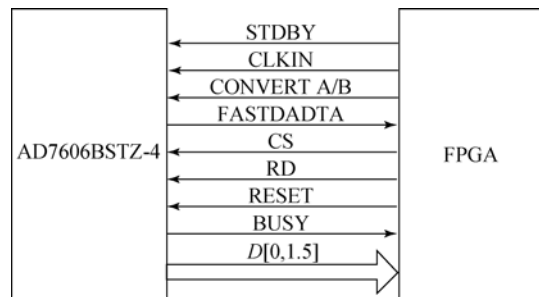 STDBY
CLKIN
CONVERT A/B
FASTDADTA
AD7606BSTZ-4
CS
FPGA
RD
RESET
BUSY
D[0,1.5]